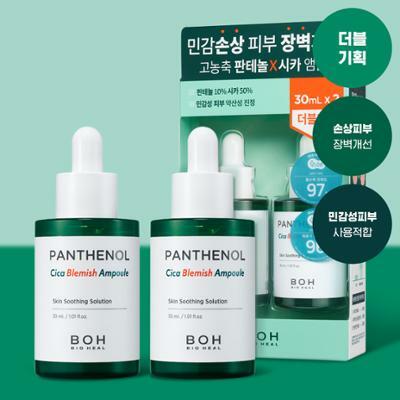 더블
기획
손상피부
장벽개선
민감성피부
사용적합
민감손상 피부 장벽
고농축 판테놀X시카 앰
판테놀 10% 시카 50%
민감성 피부 약산성 진정
30mL x 2
더블
97
PANTHENOL
Cica Blemish Ampoule
Skin Soothing Solution
30 mL / 1.01 fl.oz.
BOH
BIO HEAL
PANTHENOL
Cica Blemish Ampoule
Skin Soothing Solution
30 mL / 1.01 fl.oz.
BOH
BIO HEAL
BOH
BIO HEAL